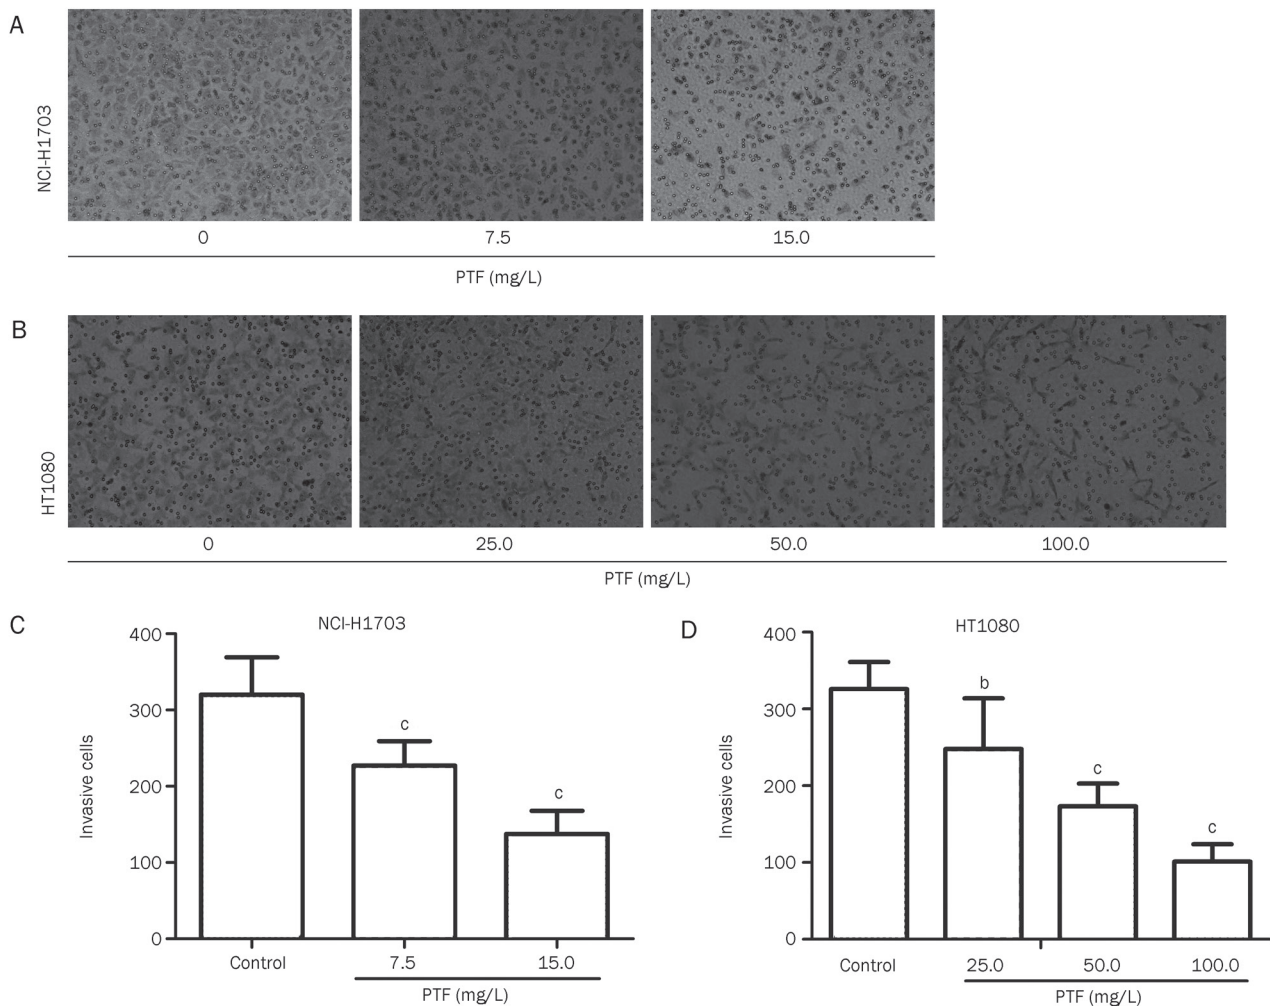 A
NCI-H1703
0 7.5 15.0
PTF (mg/L)
B
HT1080
0 25.0 50.0 100.0
PTF (mg/L)
C
NCI-H1703
Invasive cells
400
300
200
100
0
c
c
Control 7.5 15.0
PTF (mg/L)
D
HT1080
Invasive cells
400
300
200
100
0
b
c
c
Control 25.0 50.0 100.0
PTF (mg/L)